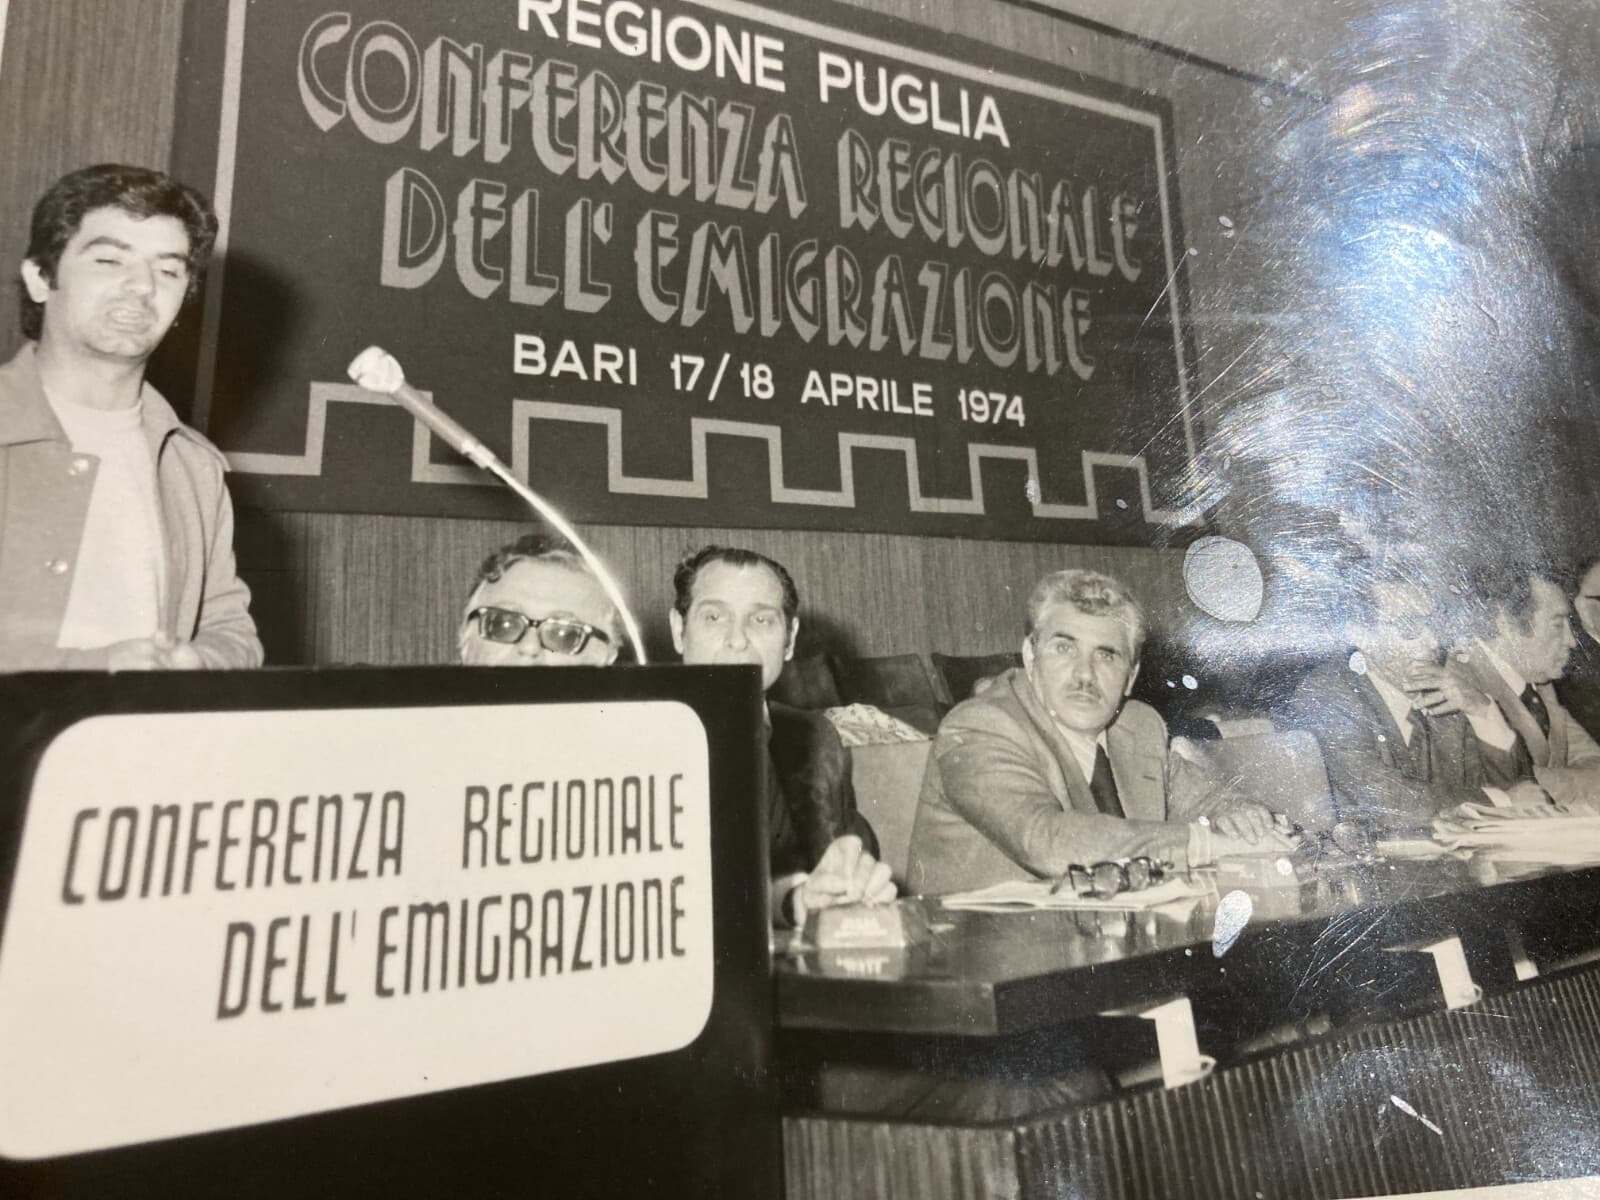 REGIONE PUGLIA
CONFERENZA REGIONALE
DELL'EMIGRAZIONE
BARI 17/18 APRILE 1974
CONFERENZA REGIONALE
DELL'EMIGRAZIONE